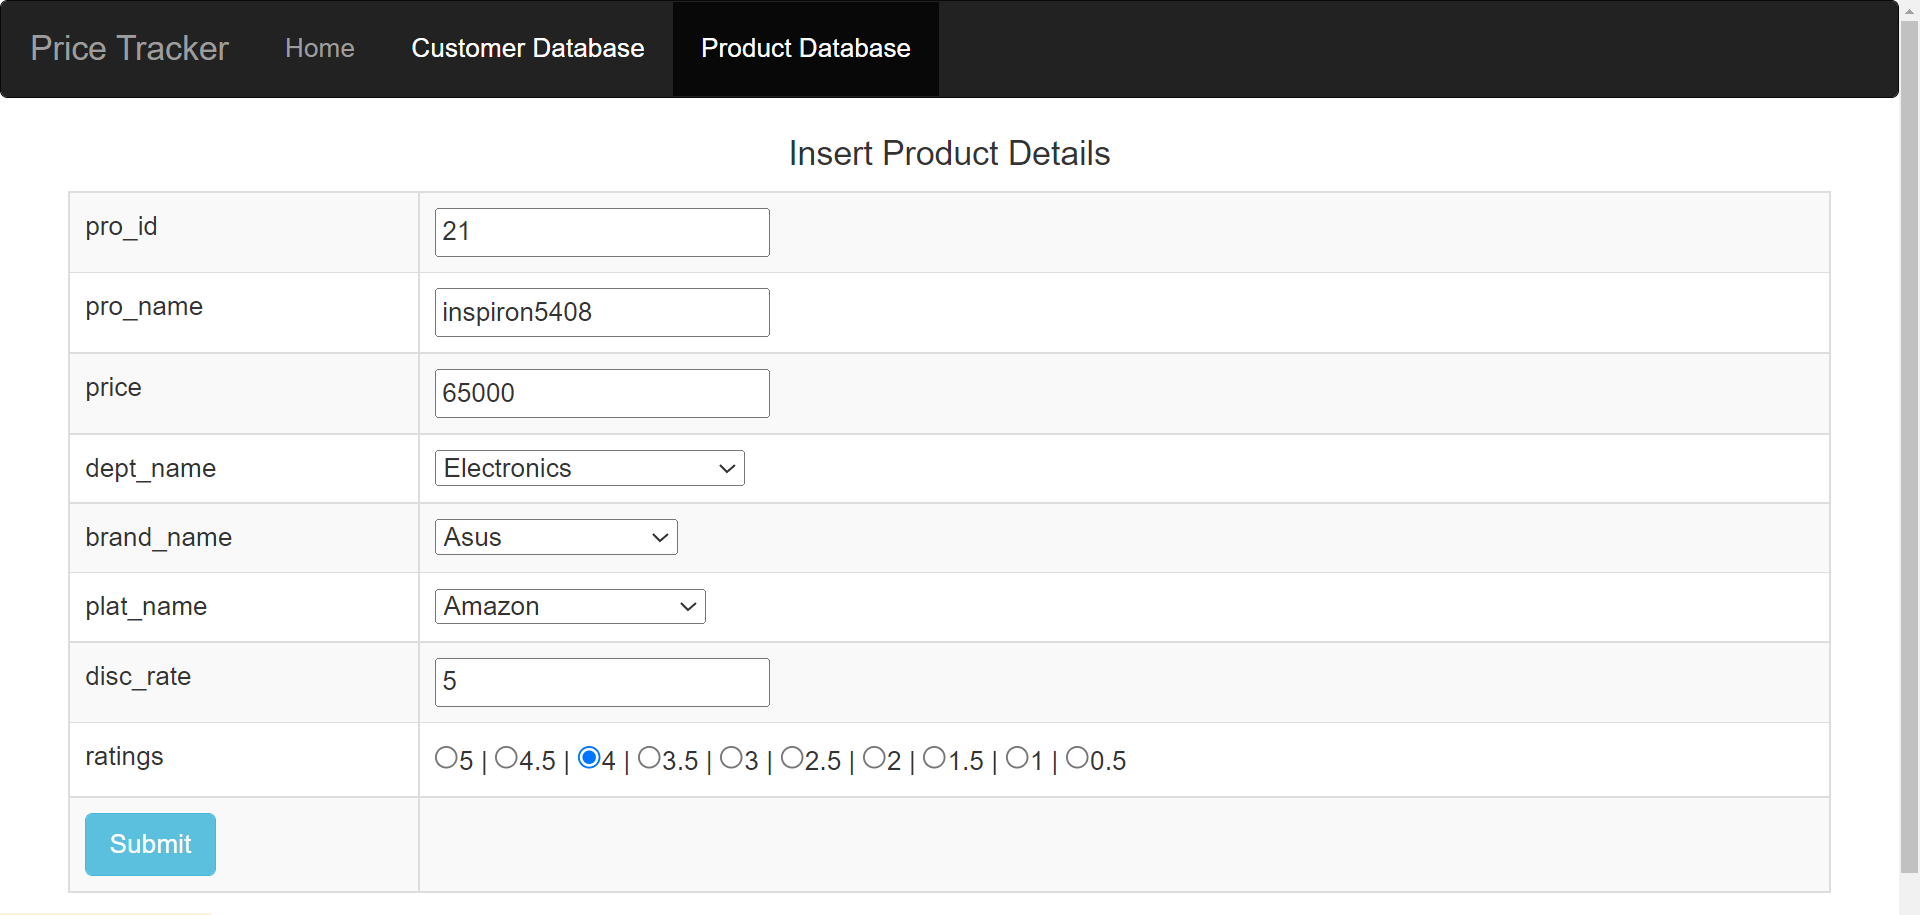 Price Tracker Home Customer Database Product Database
Insert Product Details
pro_id 21
pro_name inspiron5408
price 65000
dept_name Electronics
brand_name Asus
plat_name Amazon
disc_rate 5
ratings 5 | 4.5 | 4 | 3.5 | 3 | 2.5 | 2 | 1.5 | 1 | 0.5
Submit